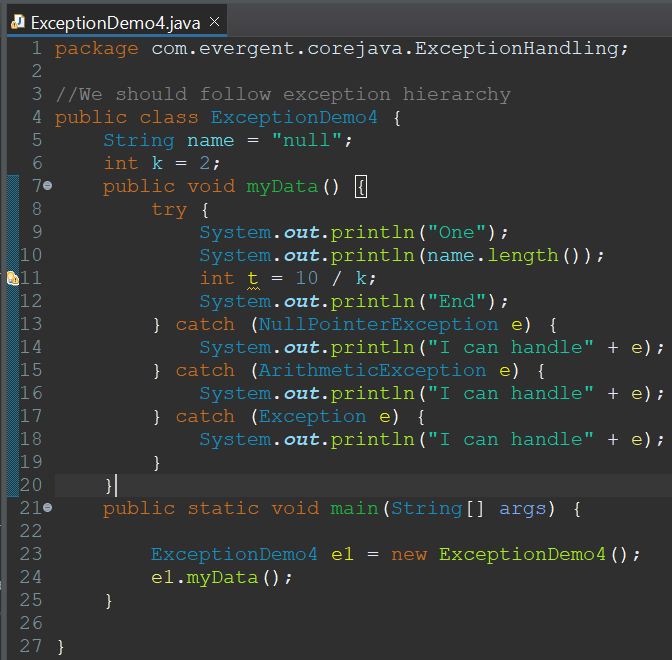 ExceptionDemo4.java
1 package com.evergent.corejava.ExceptionHandling;
2
3 //We should follow exception hierarchy
4 public class ExceptionDemo4 {
5     String name = "null";
6     int k = 2;
7     public void myData() {
8         try {
9             System.out.println("One");
10             System.out.println(name.length());
11             int t = 10 / k;
12             System.out.println("End");
13         } catch (NullPointerException e) {
14             System.out.println("I can handle" + e);
15         } catch (ArithmeticException e) {
16             System.out.println("I can handle" + e);
17         } catch (Exception e) {
18             System.out.println("I can handle" + e);
19         }
20     }
21     public static void main(String[] args) {
22
23         ExceptionDemo4 e1 = new ExceptionDemo4();
24         e1.myData();
25     }
26
27 }